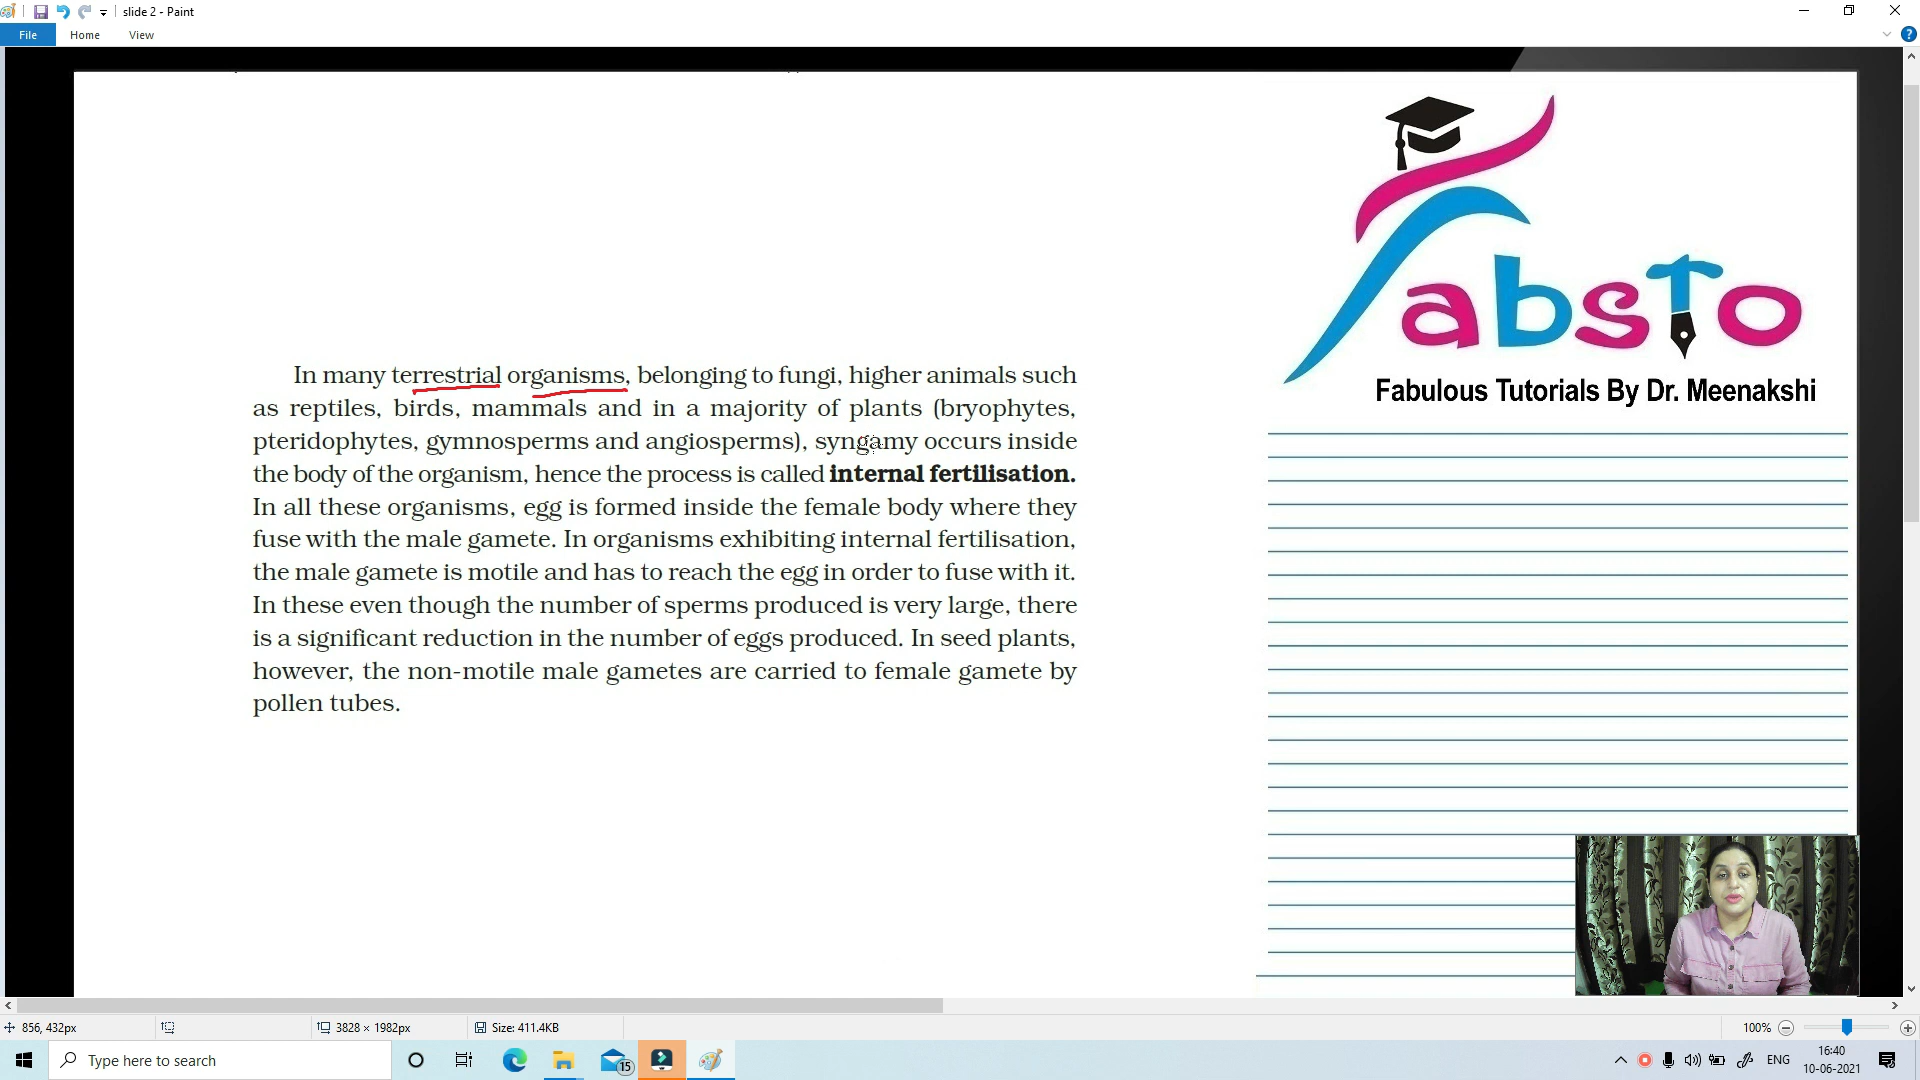 slide 2 - Paint
File Home View
absto
Fabulous Tutorials By Dr. Meenakshi
In many terrestrial organisms, belonging to fungi, higher animals such
as reptiles, birds, mammals and in a majority of plants (bryophytes,
pteridophytes, gymnosperms and angiosperms), syngamy occurs inside
the body of the organism, hence the process is called internal fertilisation.
In all these organisms, egg is formed inside the female body where they
fuse with the male gamete. In organisms exhibiting internal fertilisation,
the male gamete is motile and has to reach the egg in order to fuse with it.
In these even though the number of sperms produced is very large, there
is a significant reduction in the number of eggs produced. In seed plants,
however, the non-motile male gametes are carried to female gamete by
pollen tubes.
856, 432px 3828 × 1982px Size: 411.4KB 100%
Type here to search 15 ENG 16:40
10-06-2021